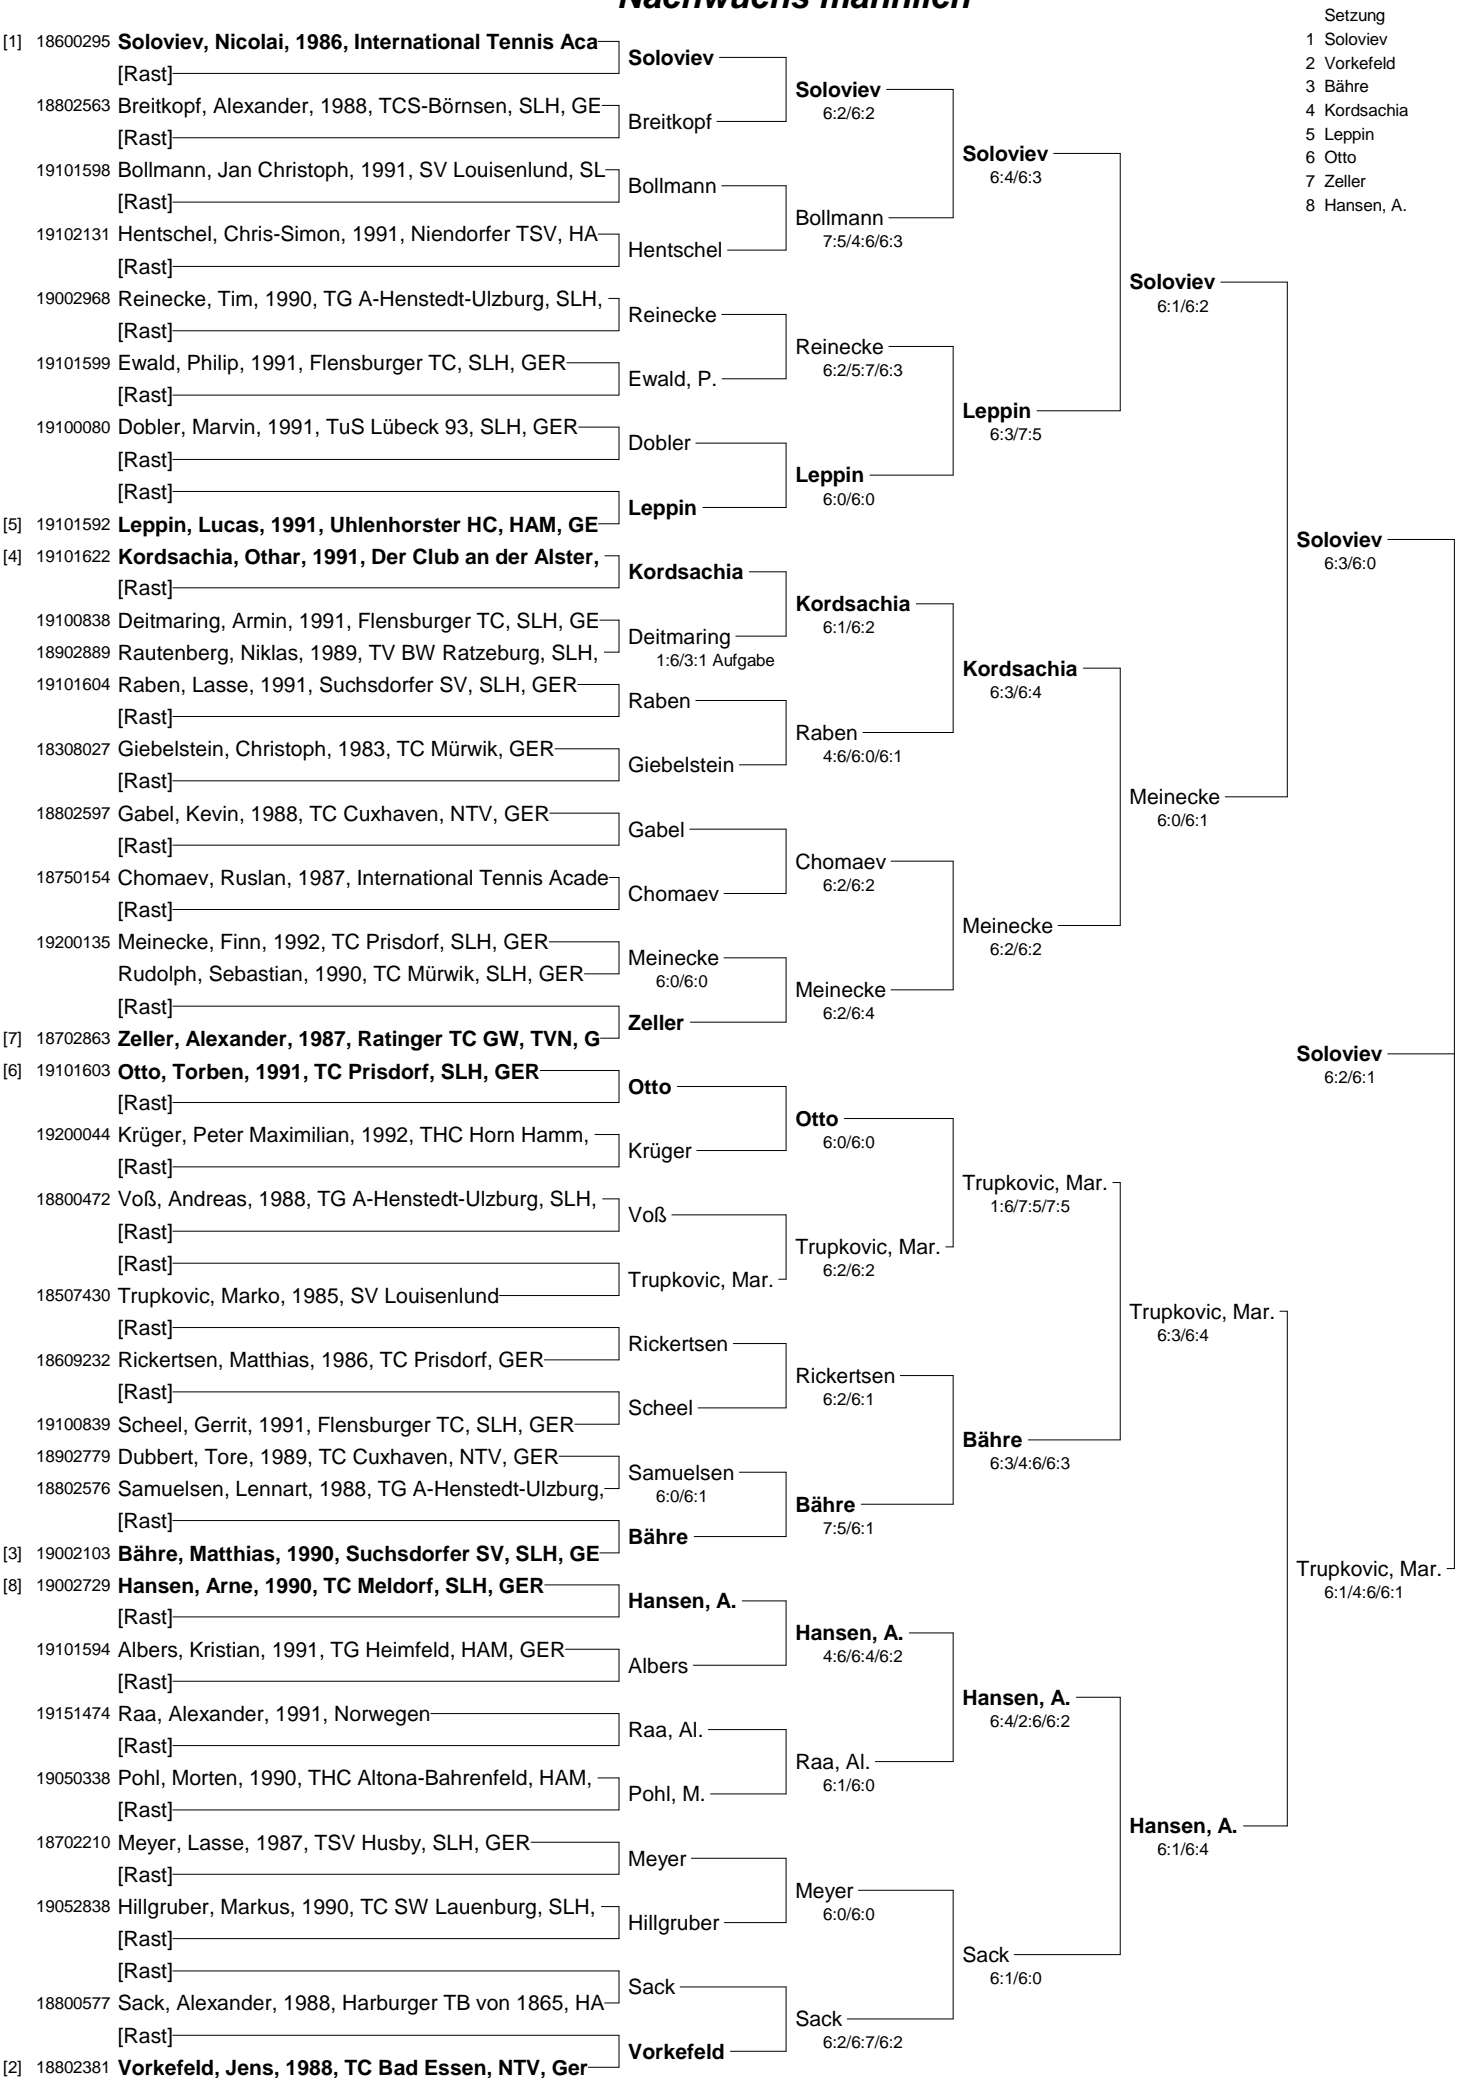 Nachwuchs männlich
Setzung
1 Soloviev
2 Vorkefeld
3 Bähre
4 Kordsachia
5 Leppin
6 Otto
7 Zeller
8 Hansen, A.
[1] 18600295 Soloviev, Nicolai, 1986, International Tennis Aca
[Rast]
18802563 Breitkopf, Alexander, 1988, TCS-Börnsen, SLH, GE
[Rast]
19101598 Bollmann, Jan Christoph, 1991, SV Louisenlund, SL
[Rast]
19102131 Hentschel, Chris-Simon, 1991, Niendorfer TSV, HA
[Rast]
19002968 Reinecke, Tim, 1990, TG A-Henstedt-Ulzburg, SLH,
[Rast]
19101599 Ewald, Philip, 1991, Flensburger TC, SLH, GER
[Rast]
19100080 Dobler, Marvin, 1991, TuS Lübeck 93, SLH, GER
[Rast]
[Rast]
[5] 19101592 Leppin, Lucas, 1991, Uhlenhorster HC, HAM, GE
[4] 19101622 Kordsachia, Othar, 1991, Der Club an der Alster,
[Rast]
19100838 Deitmaring, Armin, 1991, Flensburger TC, SLH, GE
18902889 Rautenberg, Niklas, 1989, TV BW Ratzeburg, SLH,
19101604 Raben, Lasse, 1991, Suchsdorfer SV, SLH, GER
[Rast]
18308027 Giebelstein, Christoph, 1983, TC Mürwik, GER
[Rast]
18802597 Gabel, Kevin, 1988, TC Cuxhaven, NTV, GER
[Rast]
18750154 Chomaev, Ruslan, 1987, International Tennis Acade
[Rast]
19200135 Meinecke, Finn, 1992, TC Prisdorf, SLH, GER
Rudolph, Sebastian, 1990, TC Mürwik, SLH, GER
[Rast]
[7] 18702863 Zeller, Alexander, 1987, Ratinger TC GW, TVN, G
[6] 19101603 Otto, Torben, 1991, TC Prisdorf, SLH, GER
[Rast]
19200044 Krüger, Peter Maximilian, 1992, THC Horn Hamm,
[Rast]
18800472 Voß, Andreas, 1988, TG A-Henstedt-Ulzburg, SLH,
[Rast]
[Rast]
18507430 Trupkovic, Marko, 1985, SV Louisenlund
[Rast]
18609232 Rickertsen, Matthias, 1986, TC Prisdorf, GER
[Rast]
19100839 Scheel, Gerrit, 1991, Flensburger TC, SLH, GER
18902779 Dubbert, Tore, 1989, TC Cuxhaven, NTV, GER
18802576 Samuelsen, Lennart, 1988, TG A-Henstedt-Ulzburg,
[Rast]
[3] 19002103 Bähre, Matthias, 1990, Suchsdorfer SV, SLH, GE
[8] 19002729 Hansen, Arne, 1990, TC Meldorf, SLH, GER
[Rast]
19101594 Albers, Kristian, 1991, TG Heimfeld, HAM, GER
[Rast]
19151474 Raa, Alexander, 1991, Norwegen
[Rast]
19050338 Pohl, Morten, 1990, THC Altona-Bahrenfeld, HAM,
[Rast]
18702210 Meyer, Lasse, 1987, TSV Husby, SLH, GER
[Rast]
19052838 Hillgruber, Markus, 1990, TC SW Lauenburg, SLH,
[Rast]
[Rast]
18800577 Sack, Alexander, 1988, Harburger TB von 1865, HA
[Rast]
[2] 18802381 Vorkefeld, Jens, 1988, TC Bad Essen, NTV, Ger
Soloviev
Breitkopf
Bollmann
Hentschel
Reinecke
Ewald, P.
Dobler
Leppin
Kordsachia
Deitmaring
1:6/3:1 Aufgabe
Raben
Giebelstein
Gabel
Chomaev
Meinecke
6:0/6:0
Zeller
Otto
Krüger
Voß
Trupkovic, Mar.
Rickertsen
Scheel
Samuelsen
6:0/6:1
Bähre
Hansen, A.
Albers
Raa, Al.
Pohl, M.
Meyer
Hillgruber
Sack
Vorkefeld
Soloviev
6:2/6:2
Bollmann
7:5/4:6/6:3
Reinecke
6:2/5:7/6:3
Leppin
6:0/6:0
Kordsachia
6:1/6:2
Raben
4:6/6:0/6:1
Chomaev
6:2/6:2
Meinecke
6:2/6:4
Otto
6:0/6:0
Trupkovic, Mar.
6:2/6:2
Rickertsen
6:2/6:1
Bähre
7:5/6:1
Hansen, A.
4:6/6:4/6:2
Raa, Al.
6:1/6:0
Meyer
6:0/6:0
Sack
6:2/6:7/6:2
Soloviev
6:4/6:3
Leppin
6:3/7:5
Kordsachia
6:3/6:4
Meinecke
6:2/6:2
Trupkovic, Mar.
1:6/7:5/7:5
Bähre
6:3/4:6/6:3
Hansen, A.
6:4/2:6/6:2
Sack
6:1/6:0
Soloviev
6:1/6:2
Meinecke
6:0/6:1
Trupkovic, Mar.
6:3/6:4
Hansen, A.
6:1/6:4
Soloviev
6:3/6:0
Trupkovic, Mar.
6:1/4:6/6:1
Soloviev
6:2/6:1